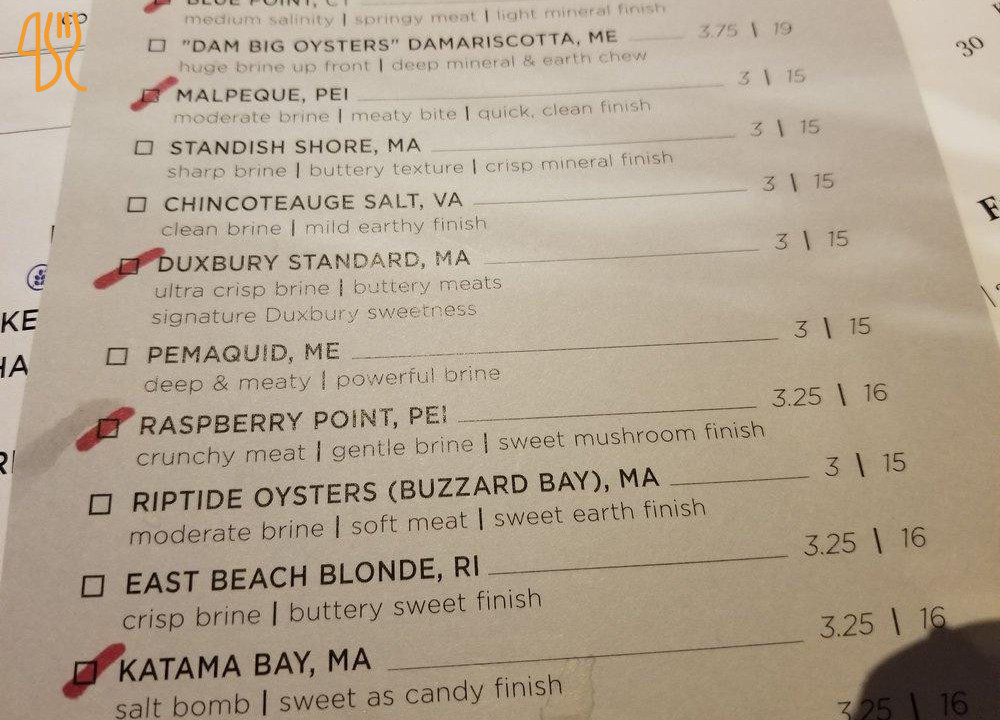 BLUE POINT, CT
medium salinity | springy meat | light mineral finish
"DAM BIG OYSTERS" DAMARISCOTTA, ME 3.75 | 19
huge brine up front | deep mineral & earth chew
MALPEQUE, PEI 3 | 15
moderate brine | meaty bite | quick, clean finish
STANDISH SHORE, MA 3 | 15
sharp brine | buttery texture | crisp mineral finish
CHINCOTEAUGE SALT, VA 3 | 15
clean brine | mild earthy finish
DUXBURY STANDARD, MA 3 | 15
ultra crisp brine | buttery meats
signature Duxbury sweetness
PEMAQUID, ME 3 | 15
deep & meaty | powerful brine
RASPBERRY POINT, PEI 3.25 | 16
crunchy meat | gentle brine | sweet mushroom finish
RIPTIDE OYSTERS (BUZZARD BAY), MA 3 | 15
moderate brine | soft meat | sweet earth finish
EAST BEACH BLONDE, RI 3.25 | 16
crisp brine | buttery sweet finish
KATAMA BAY, MA 3.25 | 16
salt bomb | sweet as candy finish
3.25 | 16
30
KE
HA